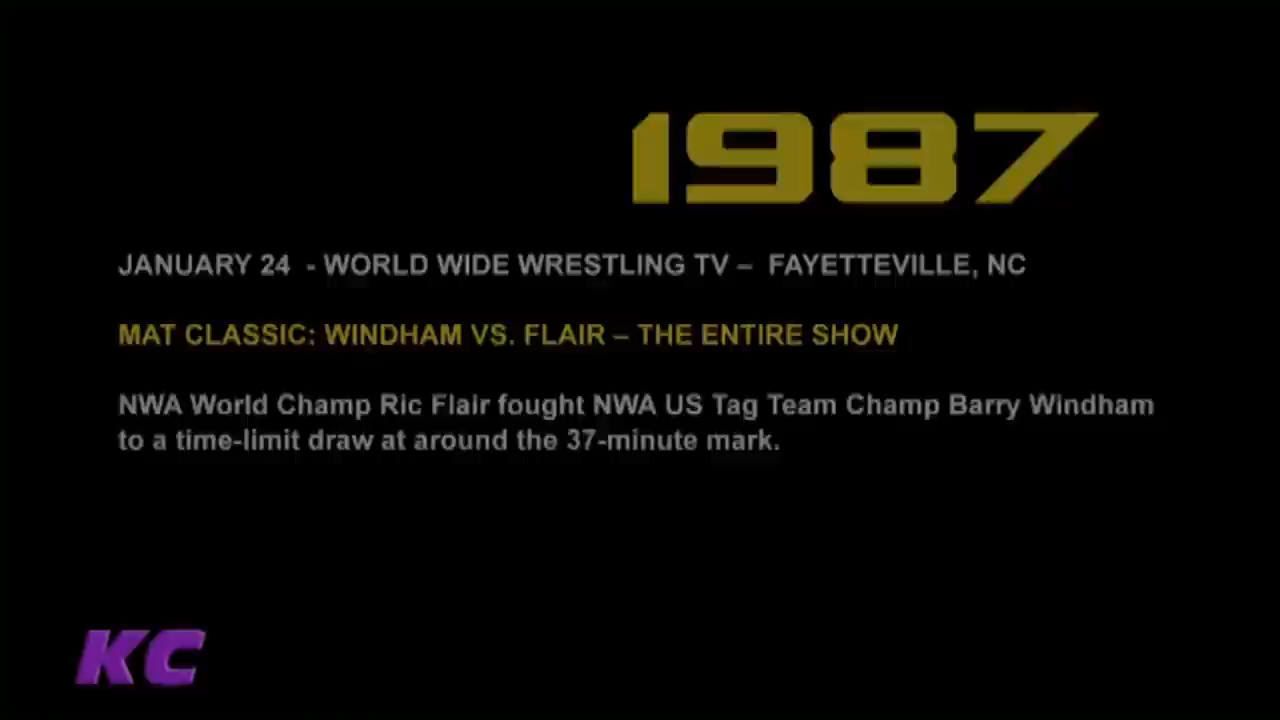 1987
JANUARY 24 - WORLD WIDE WRESTLING TV – FAYETTEVILLE, NC
MAT CLASSIC: WINDHAM VS. FLAIR – THE ENTIRE SHOW
NWA World Champ Ric Flair fought NWA US Tag Team Champ Barry Windham
to a time-limit draw at around the 37-minute mark.
KC